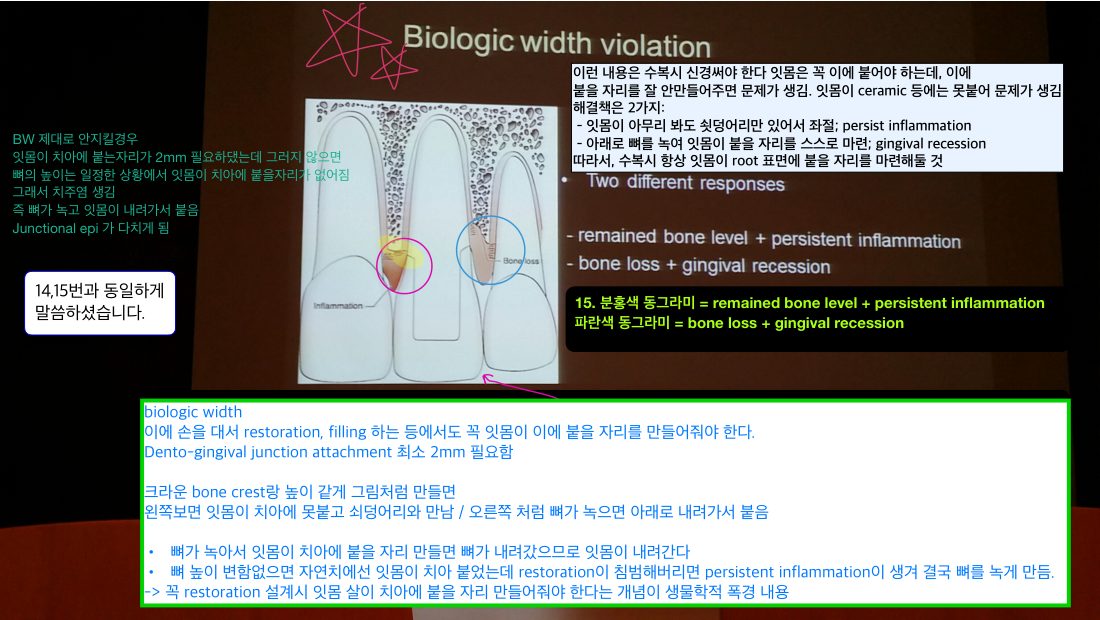 Biologic width violation
이런 내용은 수복시 신경써야 한다 잇몸은 꼭 이에 붙어야 하는데, 이에
붙을 자리를 잘 안만들어주면 문제가 생김. 잇몸이 ceramic 등에는 못붙어 문제가 생김
해결책은 2가지:
- 잇몸이 아무리 봐도 쇳덩어리만 있어서 좌절; persist inflammation
- 아래로 뼈를 녹여 잇몸이 붙을 자리를 스스로 마련; gingival recession
따라서, 수복시 항상 잇몸이 root 표면에 붙을 자리를 마련해둘 것
BW 제대로 안지킬경우
잇몸이 치아에 붙는자리가 2mm 필요하댔는데 그러지 않으면
뼈의 높이는 일정한 상황에서 잇몸이 치아에 붙을자리가 없어짐
그래서 치주염 생김
즉 뼈가 녹고 잇몸이 내려가서 붙음
Junctional epi 가 다치게 됨
14,15번과 동일하게
말씀하셨습니다.
Inflammation
Bone loss
• Two different responses
- remained bone level + persistent inflammation
- bone loss + gingival recession
15. 분홍색 동그라미 = remained bone level + persistent inflammation
파란색 동그라미 = bone loss + gingival recession
biologic width
이에 손을 대서 restoration, filling 하는 등에서도 꼭 잇몸이 이에 붙을 자리를 만들어줘야 한다.
Dento-gingival junction attachment 최소 2mm 필요함
크라운 bone crest랑 높이 같게 그림처럼 만들면
왼쪽보면 잇몸이 치아에 못붙고 쇠덩어리와 만남 / 오른쪽 처럼 뼈가 녹으면 아래로 내려가서 붙음
• 뼈가 녹아서 잇몸이 치아에 붙을 자리 만들면 뼈가 내려갔으므로 잇몸이 내려간다
• 뼈 높이 변함없으면 자연치에선 잇몸이 치아 붙었는데 restoration이 침범해버리면 persistent inflammation이 생겨 결국 뼈를 녹게 만듬.
-> 꼭 restoration 설계시 잇몸 살이 치아에 붙을 자리 만들어줘야 한다는 개념이 생물학적 폭경 내용